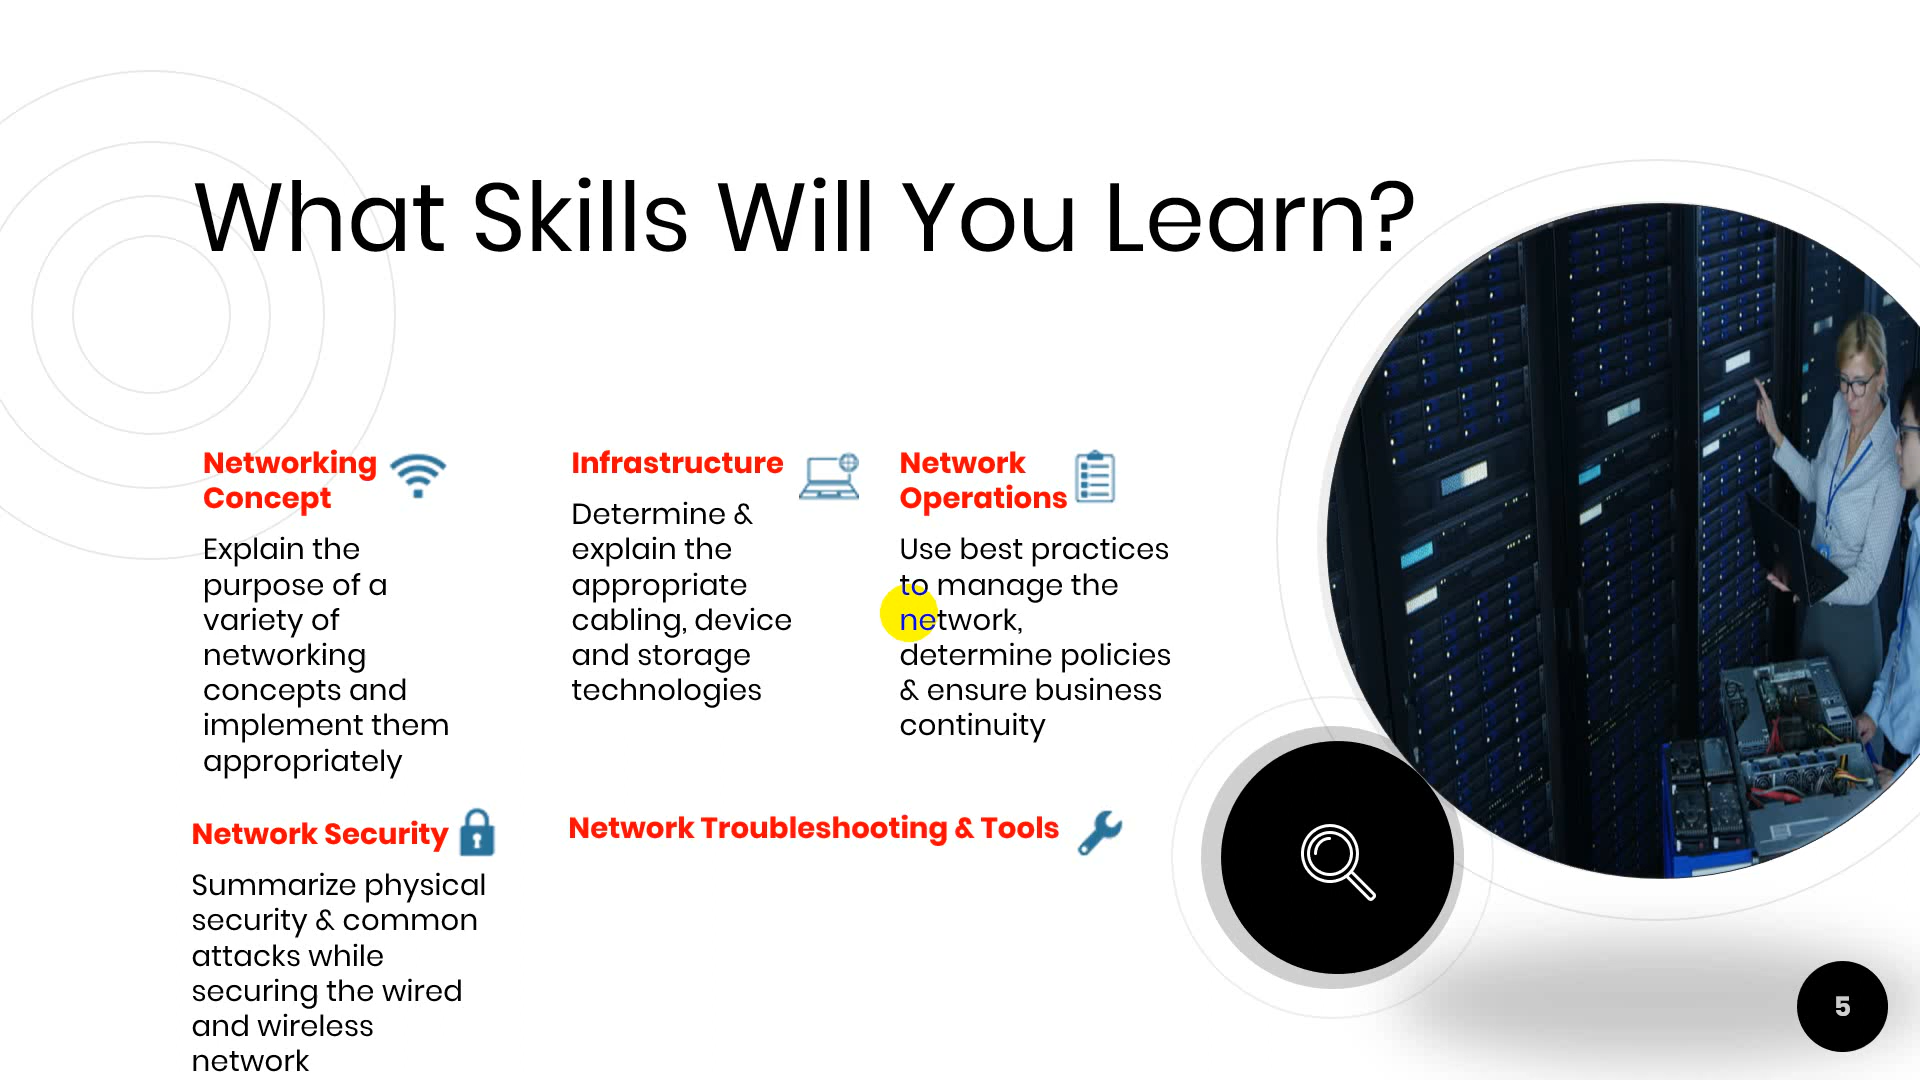 What Skills Will You Learn?
Networking
Concept
Explain the
purpose of a
variety of
networking
concepts and
implement them
appropriately
Infrastructure
Determine &
explain the
appropriate
cabling, device
and storage
technologies
Network
Operations
Use best practices
to manage the
network,
determine policies
& ensure business
continuity
Network Security
Summarize physical
security & common
attacks while
securing the wired
and wireless
network
Network Troubleshooting & Tools
5